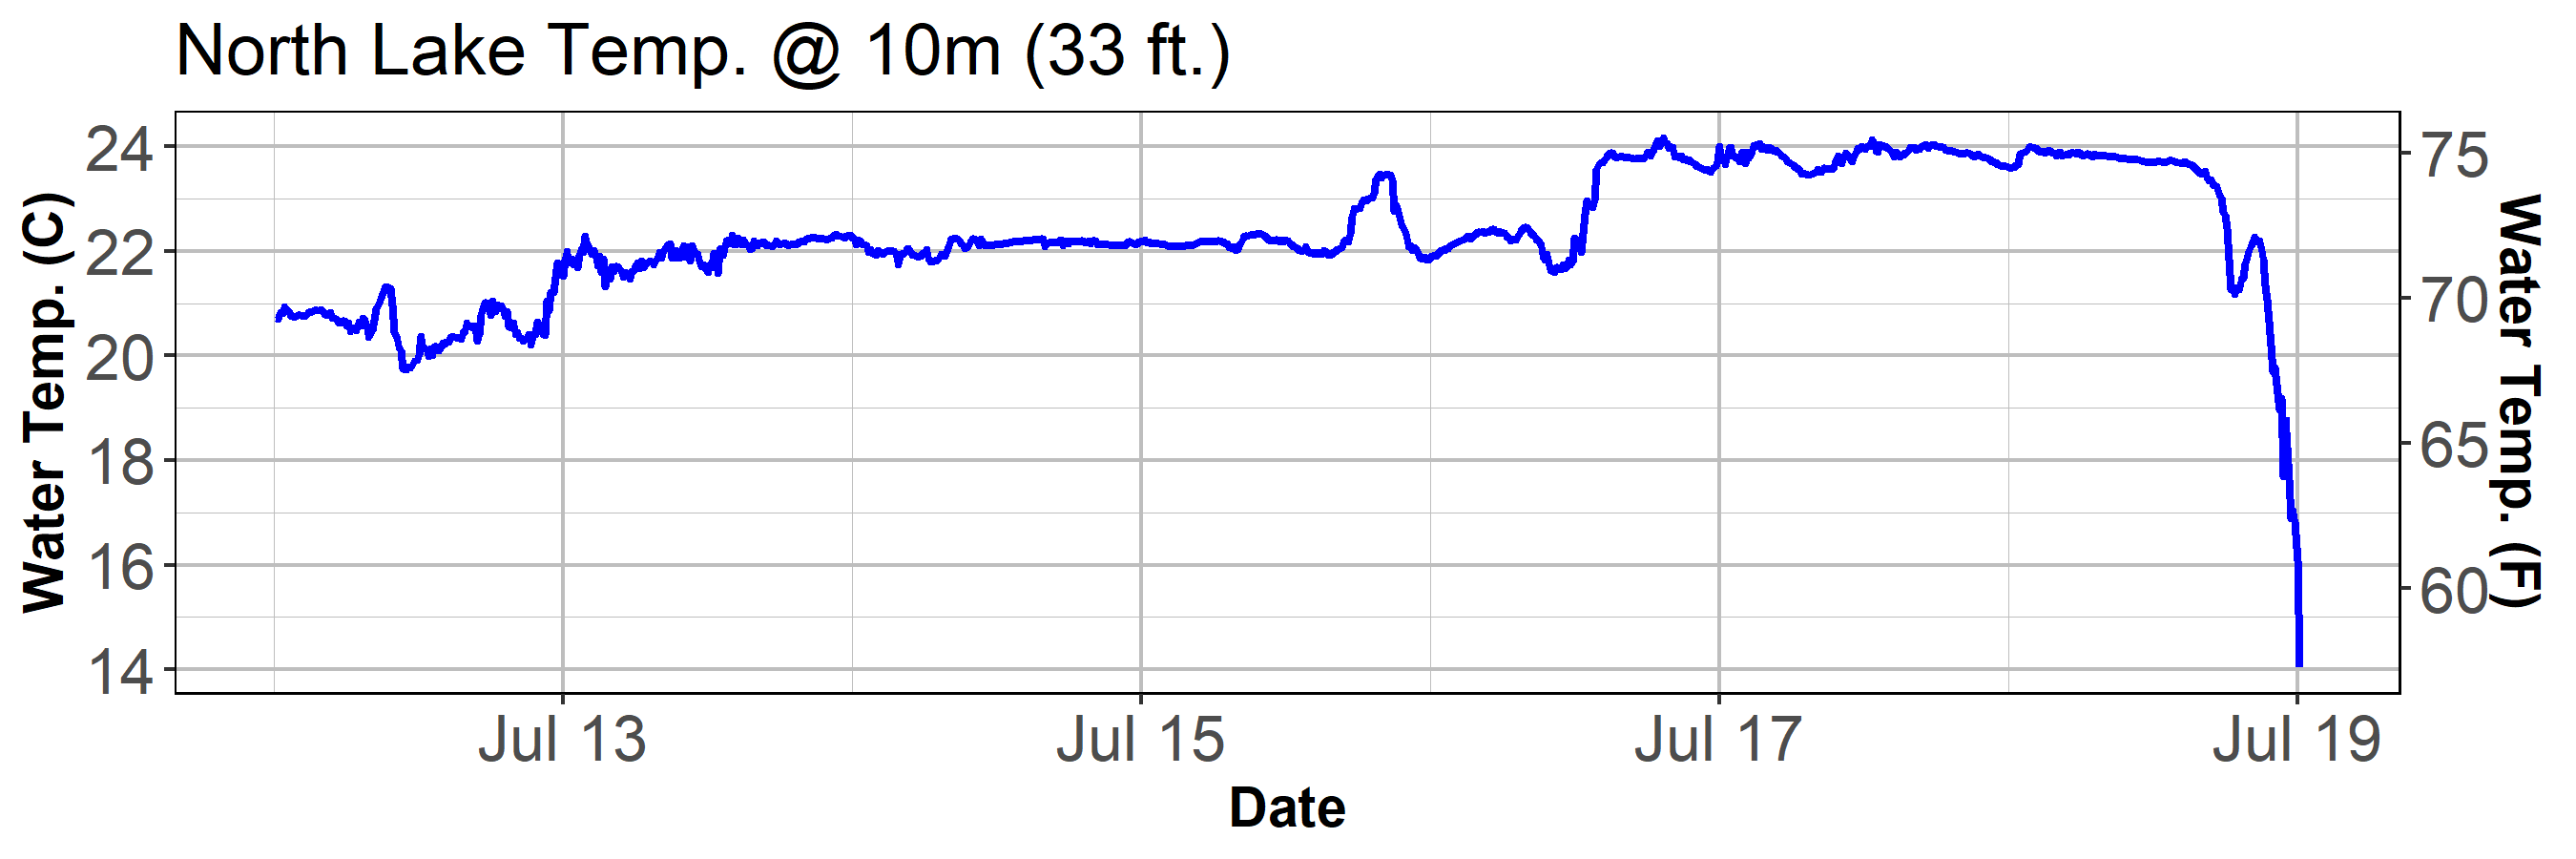 North Lake Temp. @ 10m (33 ft.)
Water Temp. (C)
24
22
20
18
16
14
75
70
65
60
Water Temp. (F)
Jul 13
Jul 15
Jul 17
Jul 19
Date